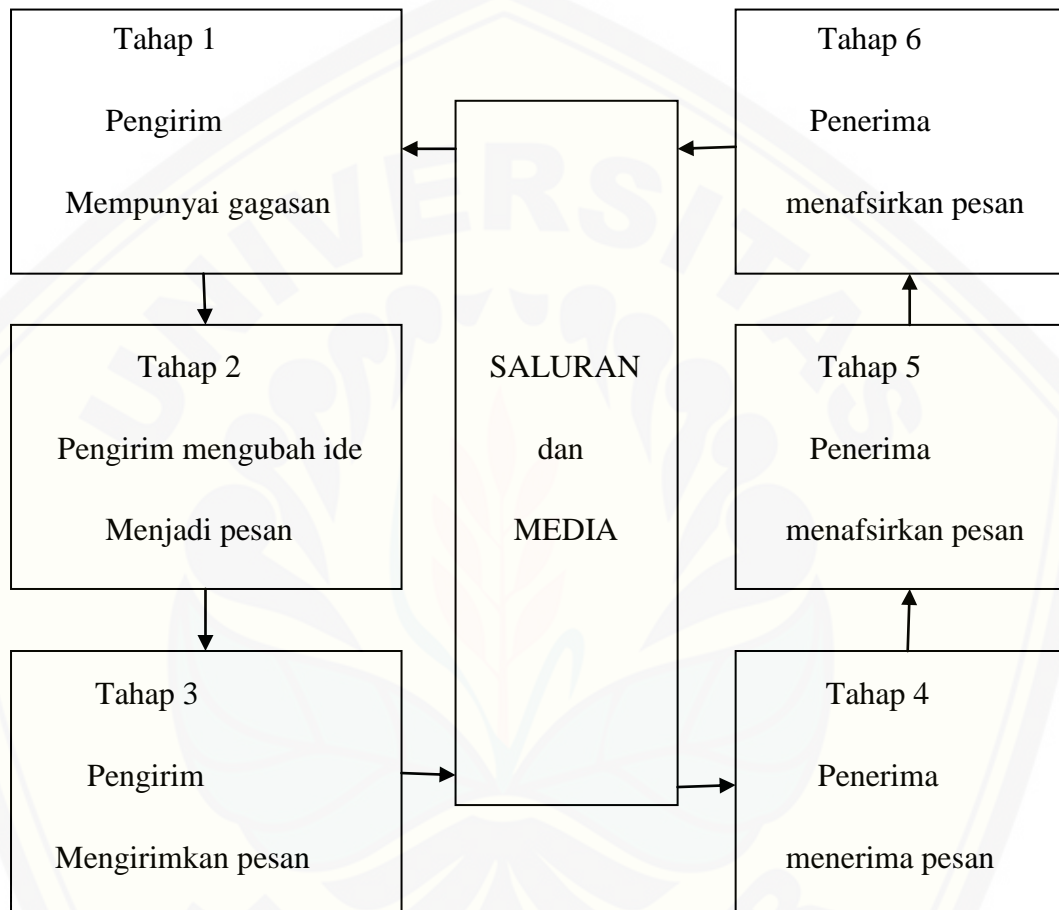 Tahap 1
Pengirim
Mempunyai gagasan
Tahap 2
Pengirim mengubah ide
Menjadi pesan
Tahap 3
Pengirim
Mengirimkan pesan
SALURAN
dan
MEDIA
Tahap 6
Penerima
menafsirkan pesan
Tahap 5
Penerima
menafsirkan pesan
Tahap 4
Penerima
menerima pesan
UNIVERSITAS